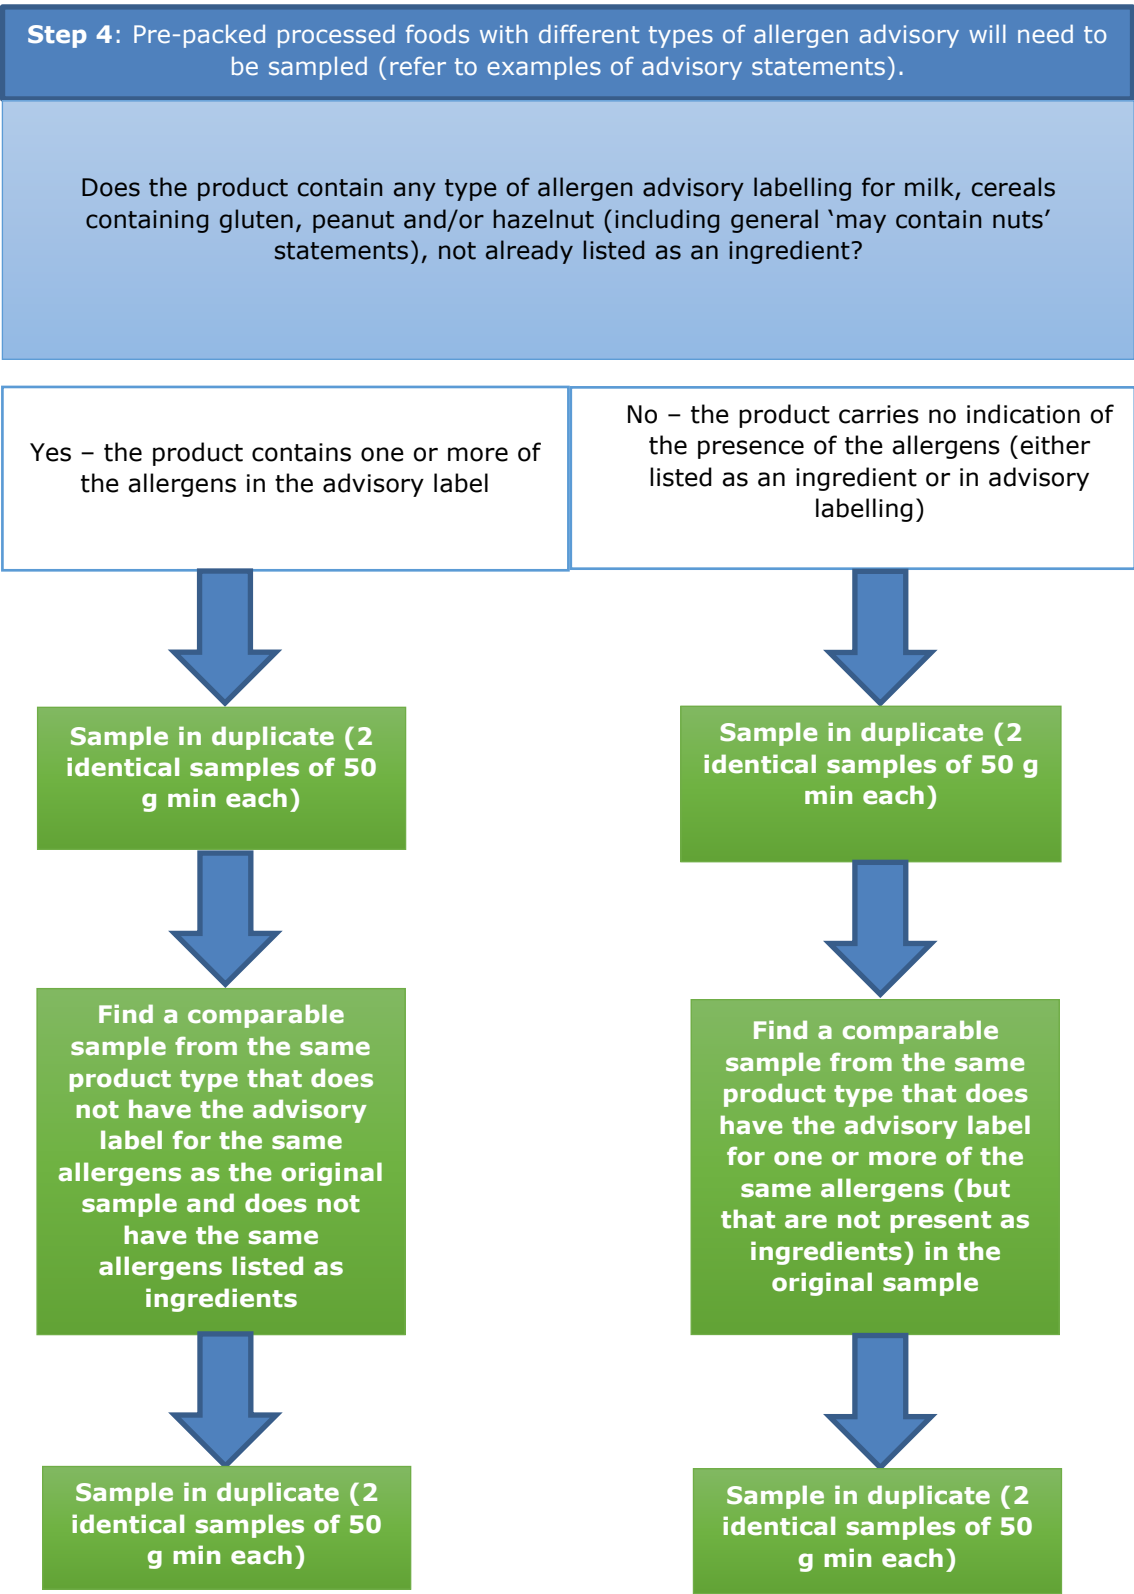 Step 4: Pre-packed processed foods with different types of allergen advisory will need to
be sampled (refer to examples of advisory statements).
Does the product contain any type of allergen advisory labelling for milk, cereals
containing gluten, peanut and/or hazelnut (including general ‘may contain nuts’
statements), not already listed as an ingredient?
Yes – the product contains one or more of
the allergens in the advisory label
No – the product carries no indication of
the presence of the allergens (either
listed as an ingredient or in advisory
labelling)
Sample in duplicate (2
identical samples of 50
g min each)
Sample in duplicate (2
identical samples of 50 g
min each)
Find a comparable
sample from the same
product type that does
not have the advisory
label for the same
allergens as the original
sample and does not
have the same
allergens listed as
ingredients
Find a comparable
sample from the same
product type that does
have the advisory label
for one or more of the
same allergens (but
that are not present as
ingredients) in the
original sample
Sample in duplicate (2
identical samples of 50
g min each)
Sample in duplicate (2
identical samples of 50
g min each)